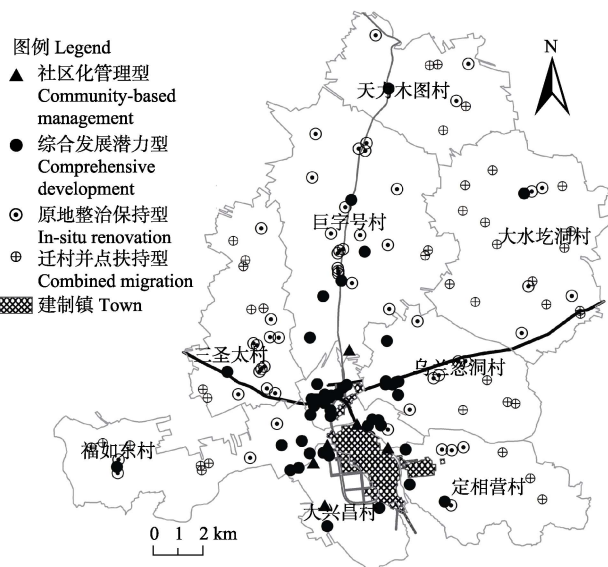 图例 Legend
社区化管理型
Community-based
management
综合发展潜力型
Comprehensive
development
原地整治保持型
In-situ renovation
迁村并点扶持型
Combined migration
建制镇 Town
N
天力木图村
巨字号村
大水圪洞村
三圣太村
乌兰忽洞村
福如东村
定相营村
大兴昌村
0 1 2 km